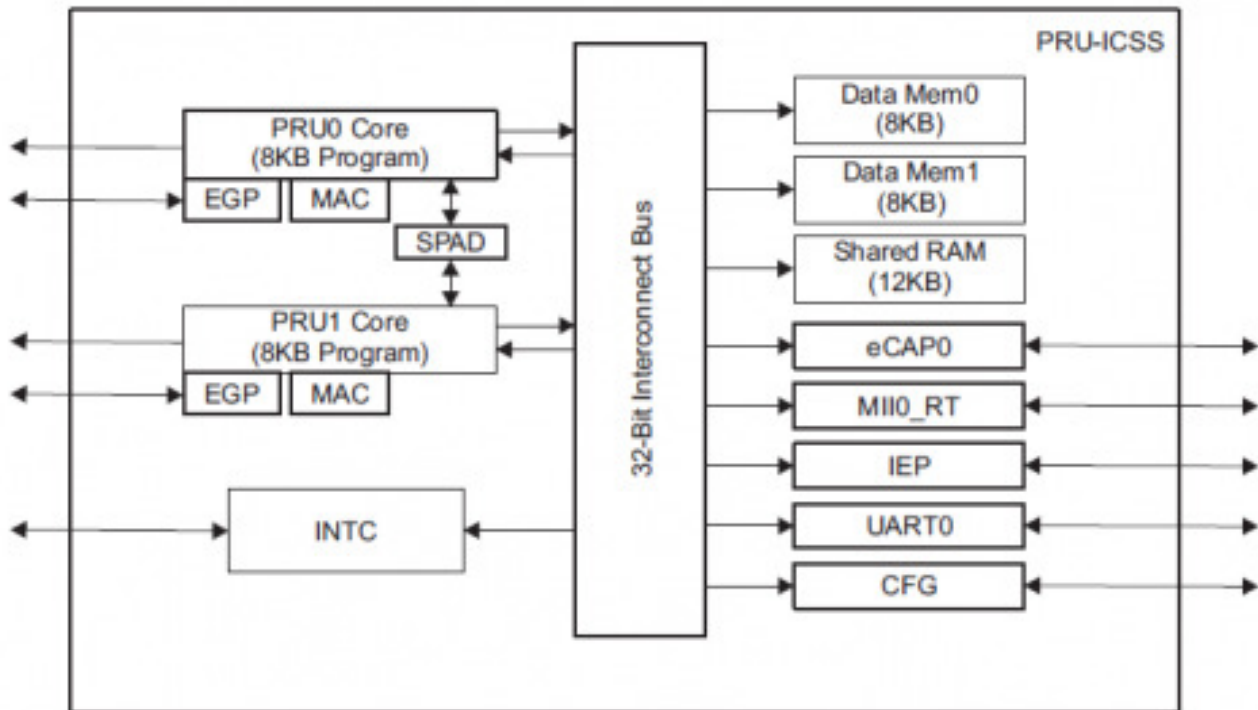 PRU-ICSS
PRU0 Core
(8KB Program)
EGP
MAC
SPAD
PRU1 Core
(8KB Program)
EGP
MAC
INTC
32-Bit Interconnect Bus
Data Mem0
(8KB)
Data Mem1
(8KB)
Shared RAM
(12KB)
eCAP0
MII0_RT
IEP
UART0
CFG